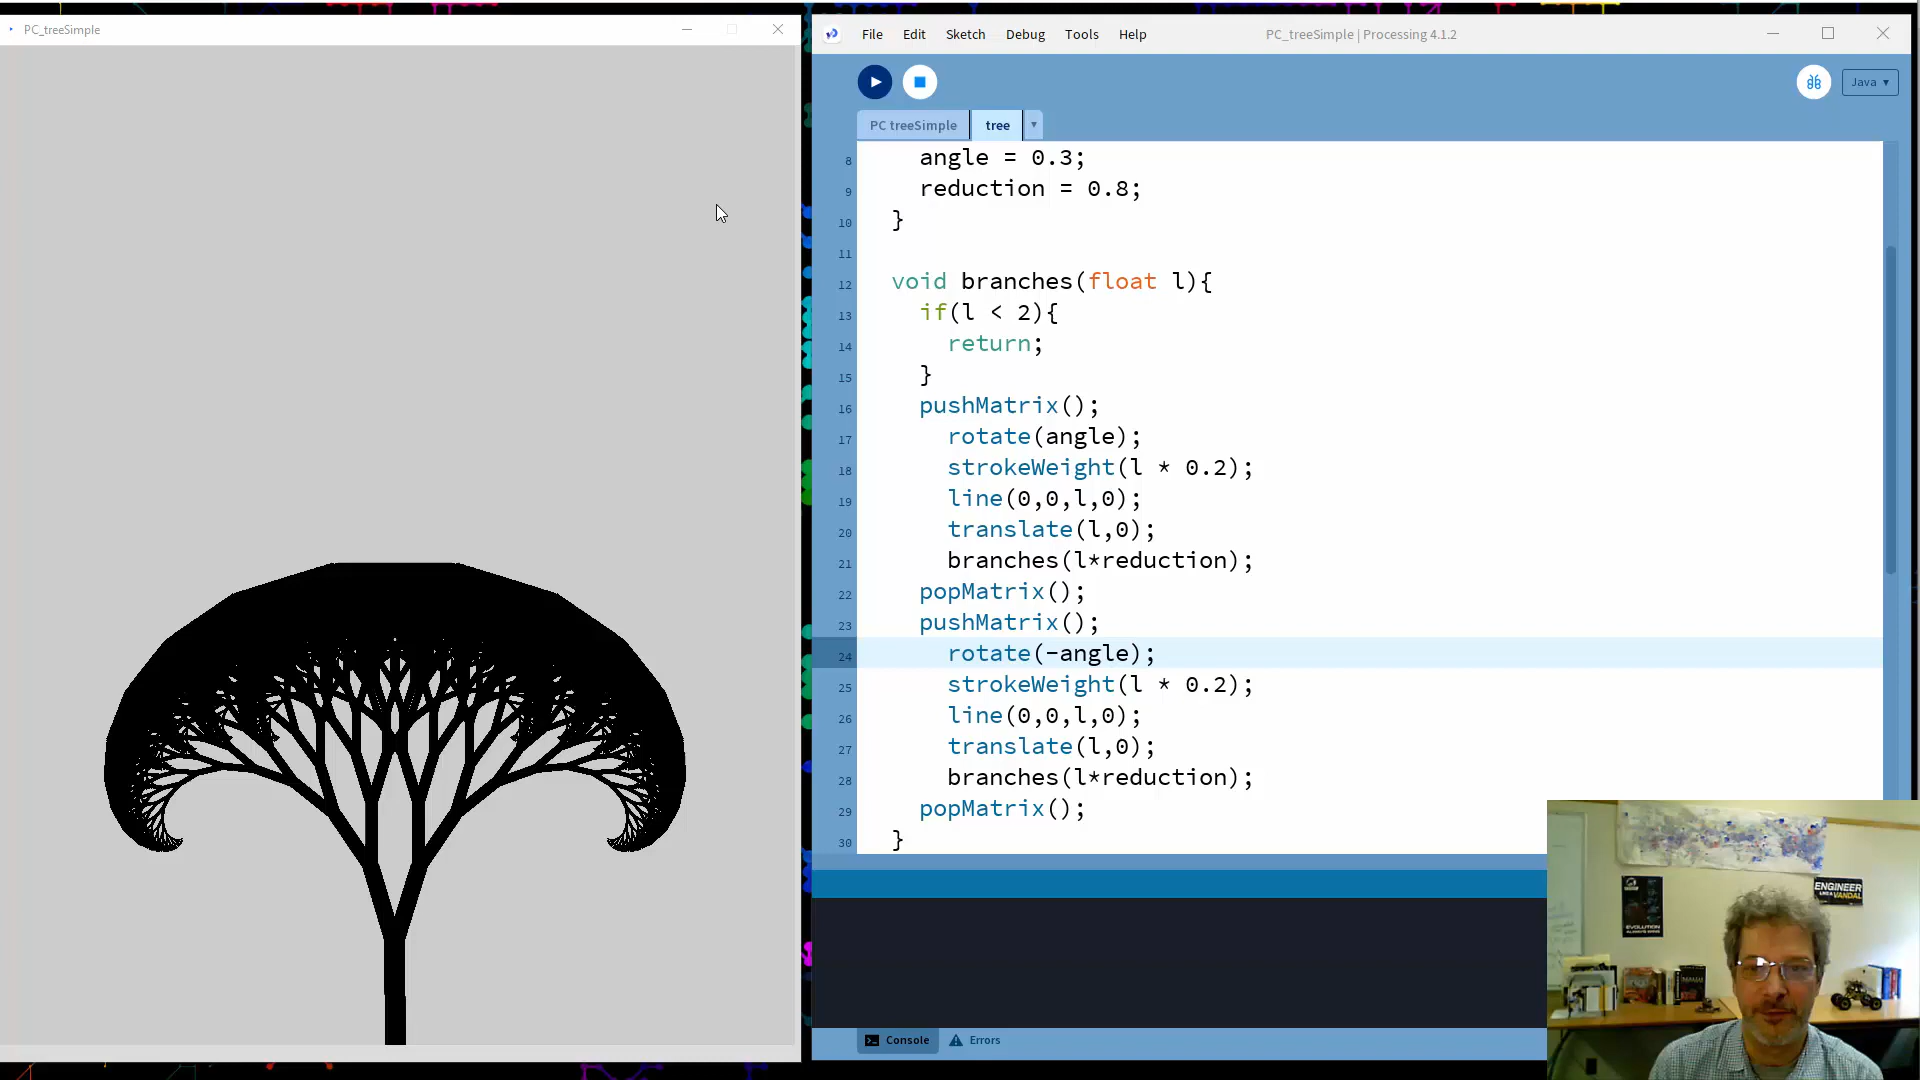 PC_treeSimple
File Edit Sketch Debug Tools Help
PC_treeSimple | Processing 4.1.2
Java ▾
PC treeSimple tree ▾
8 angle = 0.3;
9 reduction = 0.8;
10 }
11
12 void branches(float l){
13 if(l < 2){
14 return;
15 }
16 pushMatrix();
17 rotate(angle);
18 strokeWeight(l * 0.2);
19 line(0,0,l,0);
20 translate(l,0);
21 branches(l*reduction);
22 popMatrix();
23 pushMatrix();
24 rotate(-angle);
25 strokeWeight(l * 0.2);
26 line(0,0,l,0);
27 translate(l,0);
28 branches(l*reduction);
29 popMatrix();
30 }
Console Errors
ENGINEER
LIKE A VANDAL
EVOLUTION